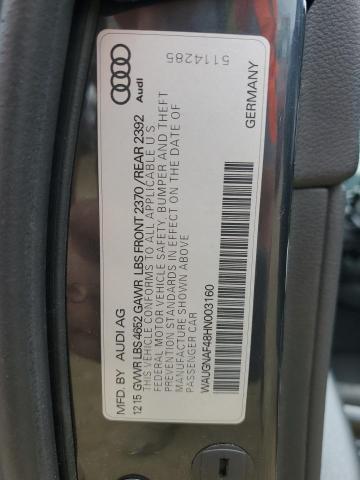 Audi
5114285
GERMANY
MFD. BY AUDI AG
12 15 GVWR LBS 4652 GAWR LBS FRONT 2370 /REAR 2392
THIS VEHICLE CONFORMS TO ALL APPLICABLE U S
FEDERAL MOTOR VEHICLE SAFETY, BUMPER AND THEFT
PREVENTION STANDARDS IN EFFECT ON THE DATE OF
MANUFACTURE SHOWN ABOVE
PASSENGER CAR
WAUGNAF48HN003160